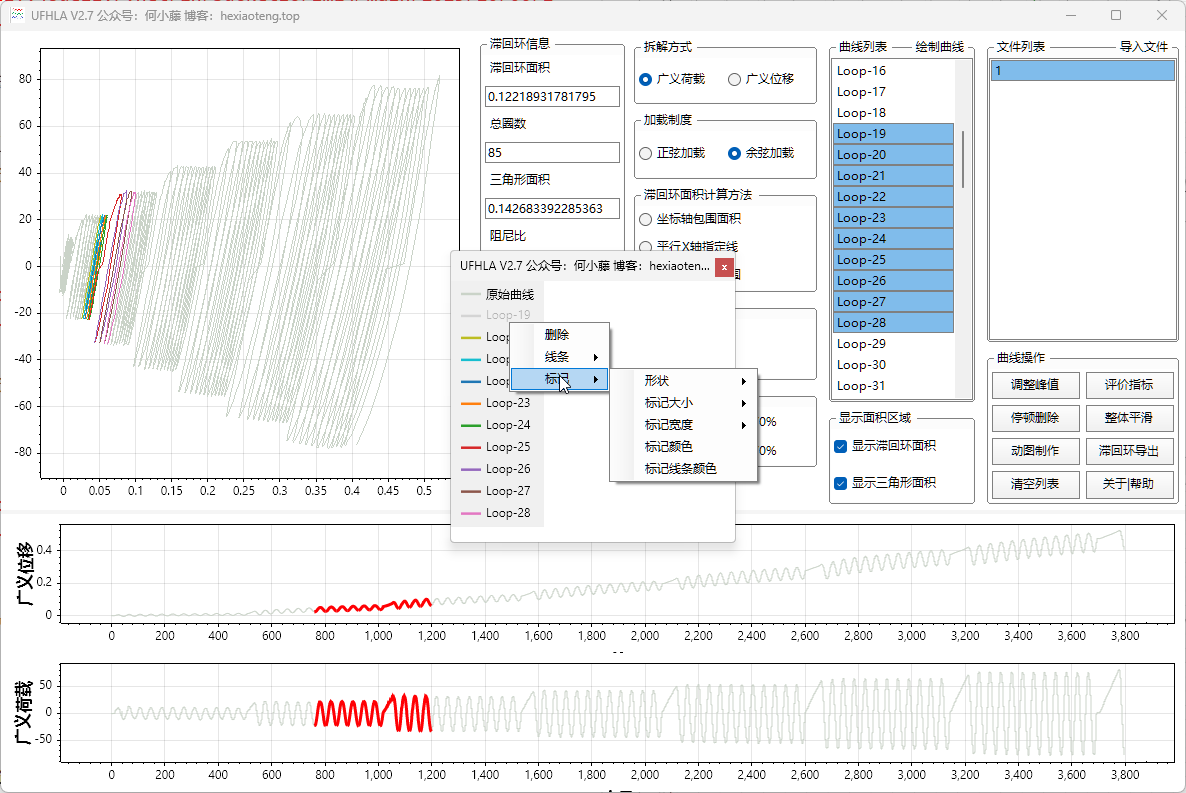 UFHLA V2.7 公众号：何小藤 博客：hexiaoteng.top
80
60
40
20
0
-20
-40
-60
-80
0 0.05 0.1 0.15 0.2 0.25 0.3 0.35 0.4 0.45 0.5
滞回环信息
滞回环面积
0.12218931781795
总圈数
85
三角形面积
0.142683392285363
阻尼比
拆解方式
广义荷载 广义位移
加载制度
正弦加载 余弦加载
滞回环面积计算方法
坐标轴包围面积
平行X轴指定线
围
0%
0%
曲线列表 绘制曲线
Loop-16
Loop-17
Loop-18
Loop-19
Loop-20
Loop-21
Loop-22
Loop-23
Loop-24
Loop-25
Loop-26
Loop-27
Loop-28
Loop-29
Loop-30
Loop-31
显示面积区域
显示滞回环面积
显示三角形面积
文件列表 导入文件
1
曲线操作
调整峰值 评价指标
停顿删除 整体平滑
动图制作 滞回环导出
清空列表 关于|帮助
UFHLA V2.7 公众号：何小藤 博客：hexiaoten... x
原始曲线
Loop-19
Loop
Loop
Loop
Loop-23
Loop-24
Loop-25
Loop-26
Loop-27
Loop-28
删除
线条
标记
形状
标记大小
标记宽度
标记颜色
标记线条颜色
广义位移
0.4
0.2
0
0 200 400 600 800 1,000 1,200 1,400 1,600 1,800 2,000 2,200 2,400 2,600 2,800 3,000 3,200 3,400 3,600 3,800
--
广义荷载
50
0
-50
0 200 400 600 800 1,000 1,200 1,400 1,600 1,800 2,000 2,200 2,400 2,600 2,800 3,000 3,200 3,400 3,600 3,800